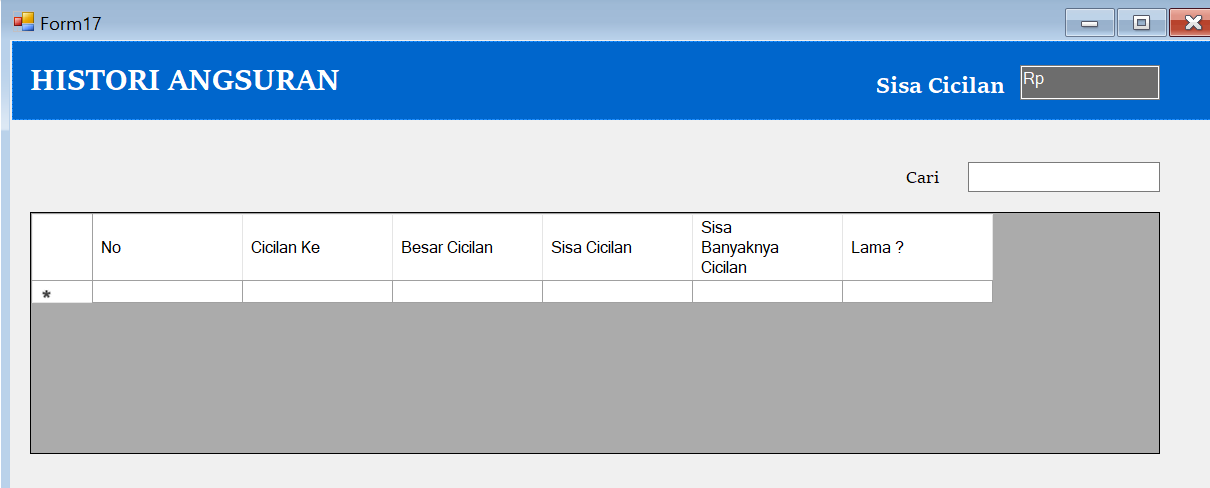 Form17
HISTORI ANGSURAN
Sisa Cicilan
Rp
Cari
No
Cicilan Ke
Besar Cicilan
Sisa Cicilan
Sisa
Banyaknya
Cicilan
Lama ?
*